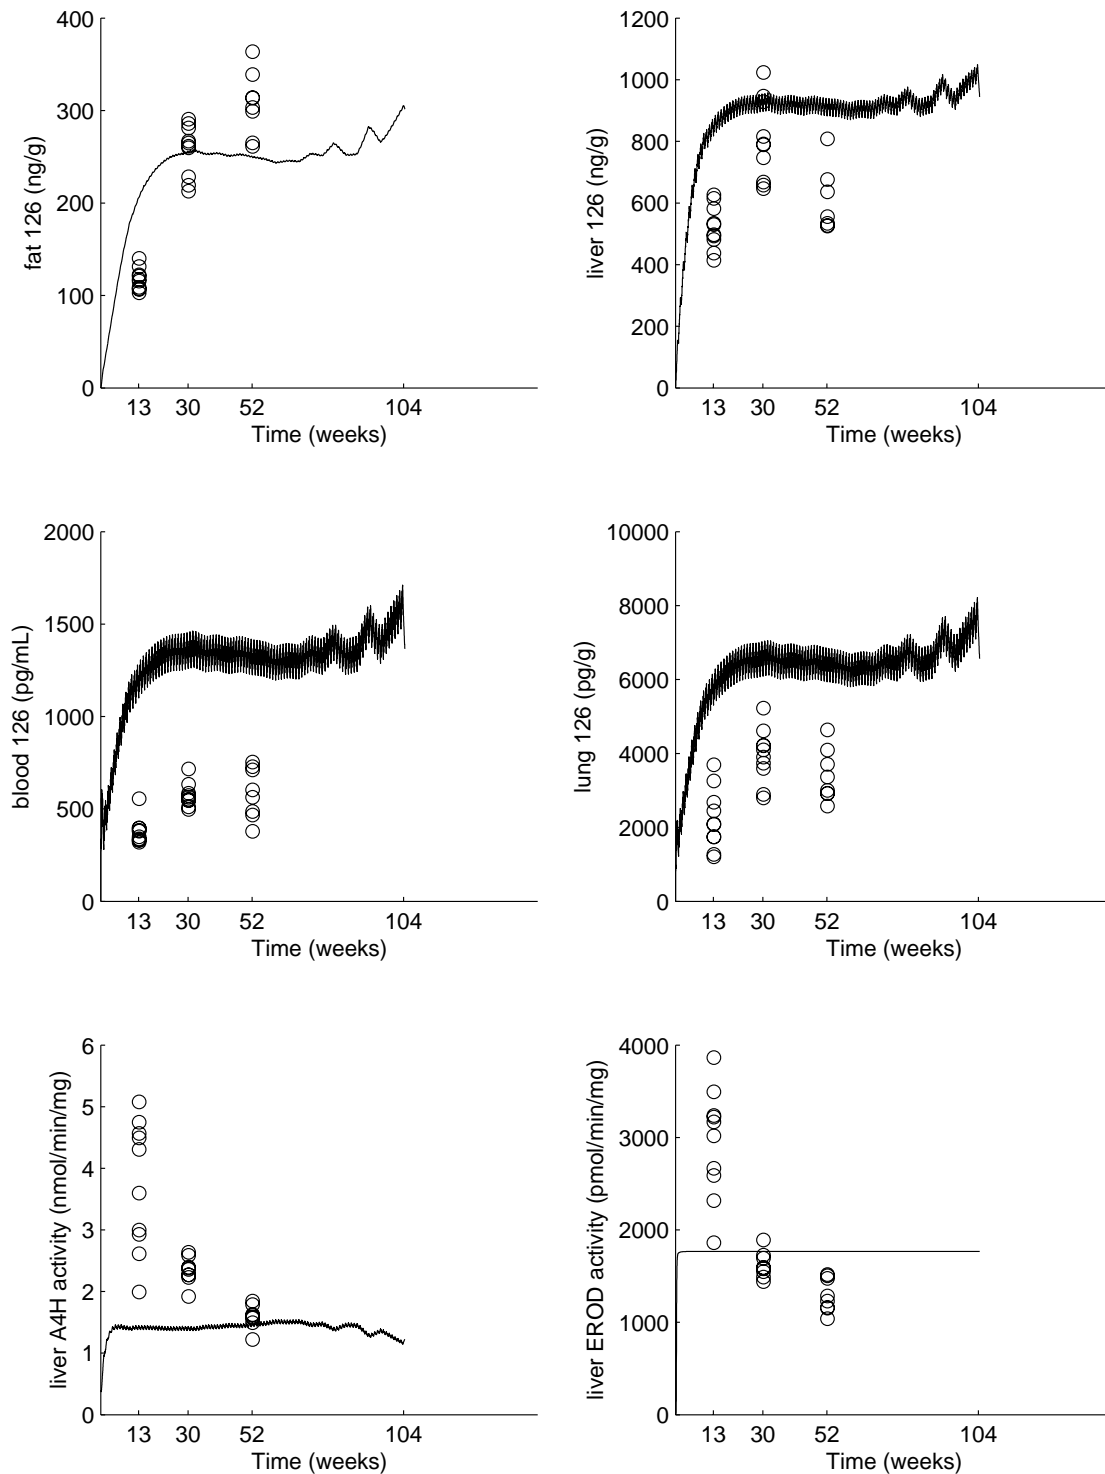 400
300
200
100
0
fat 126 (ng/g)
13 30 52 104
Time (weeks)
1200
1000
800
600
400
200
0
liver 126 (ng/g)
13 30 52 104
Time (weeks)
2000
1500
1000
500
0
blood 126 (pg/mL)
13 30 52 104
Time (weeks)
10000
8000
6000
4000
2000
0
lung 126 (pg/g)
13 30 52 104
Time (weeks)
6
5
4
3
2
1
0
liver A4H activity (nmol/min/mg)
13 30 52 104
Time (weeks)
4000
3000
2000
1000
0
liver EROD activity (pmol/min/mg)
13 30 52 104
Time (weeks)